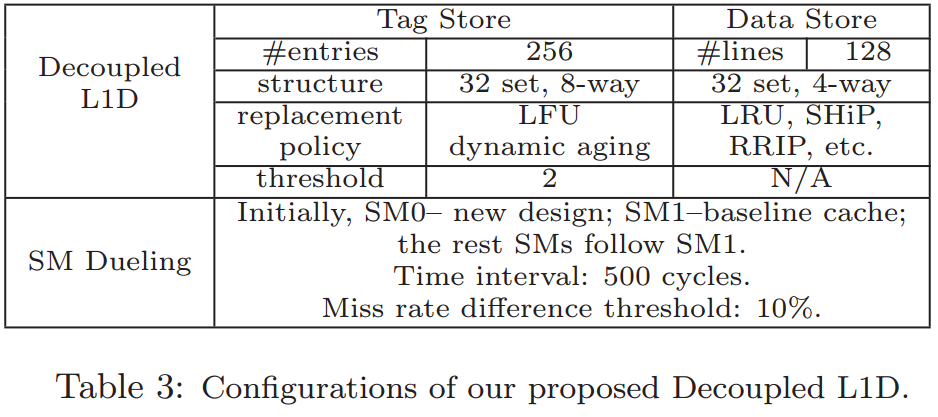 Tag Store Data Store
Decoupled L1D
#entries 256 #lines 128
structure 32 set, 8-way 32 set, 4-way
replacement policy LFU dynamic aging LRU, SHiP, RRIP, etc.
threshold 2 N/A
SM Dueling
Initially, SM0– new design; SM1–baseline cache;
the rest SMs follow SM1.
Time interval: 500 cycles.
Miss rate difference threshold: 10%.
Table 3: Configurations of our proposed Decoupled L1D.